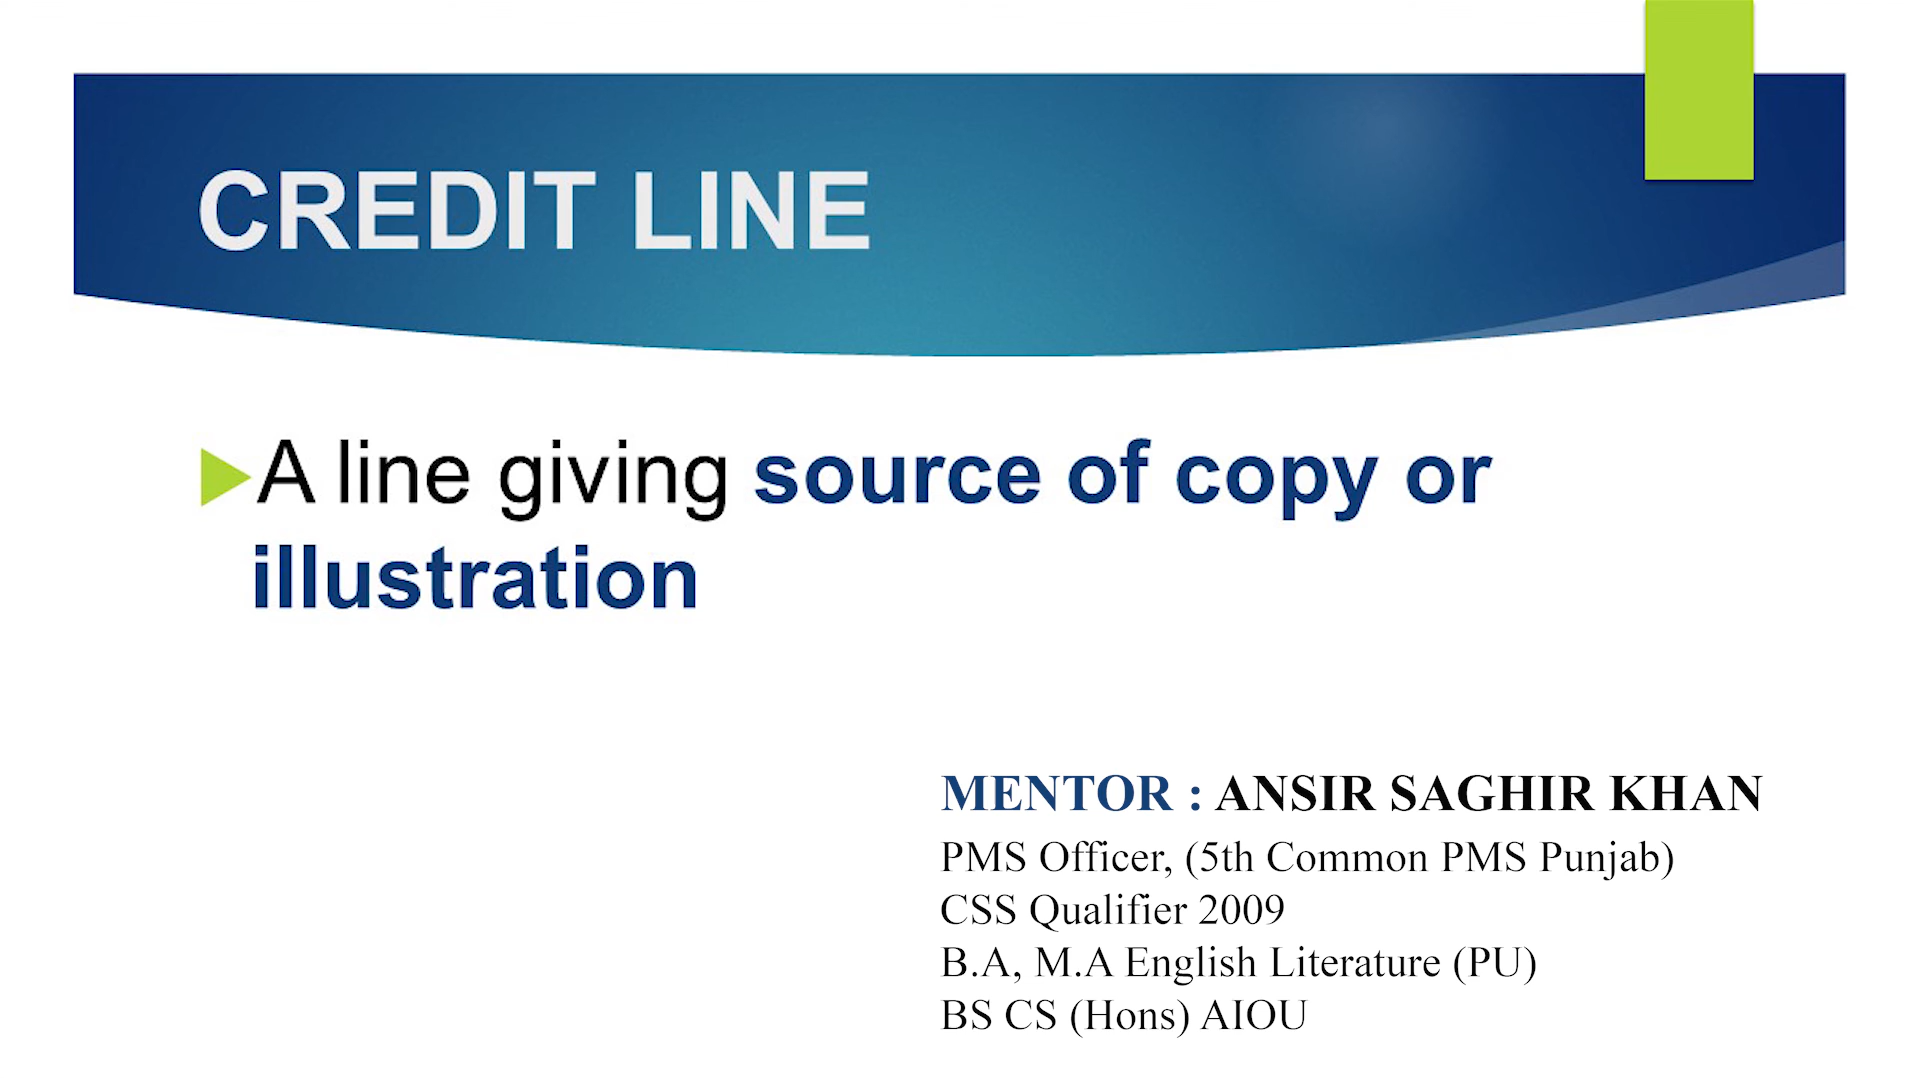 CREDIT LINE
A line giving source of copy or
illustration
MENTOR : ANSIR SAGHIR KHAN
PMS Officer, (5th Common PMS Punjab)
CSS Qualifier 2009
B.A, M.A English Literature (PU)
BS CS (Hons) AIOU